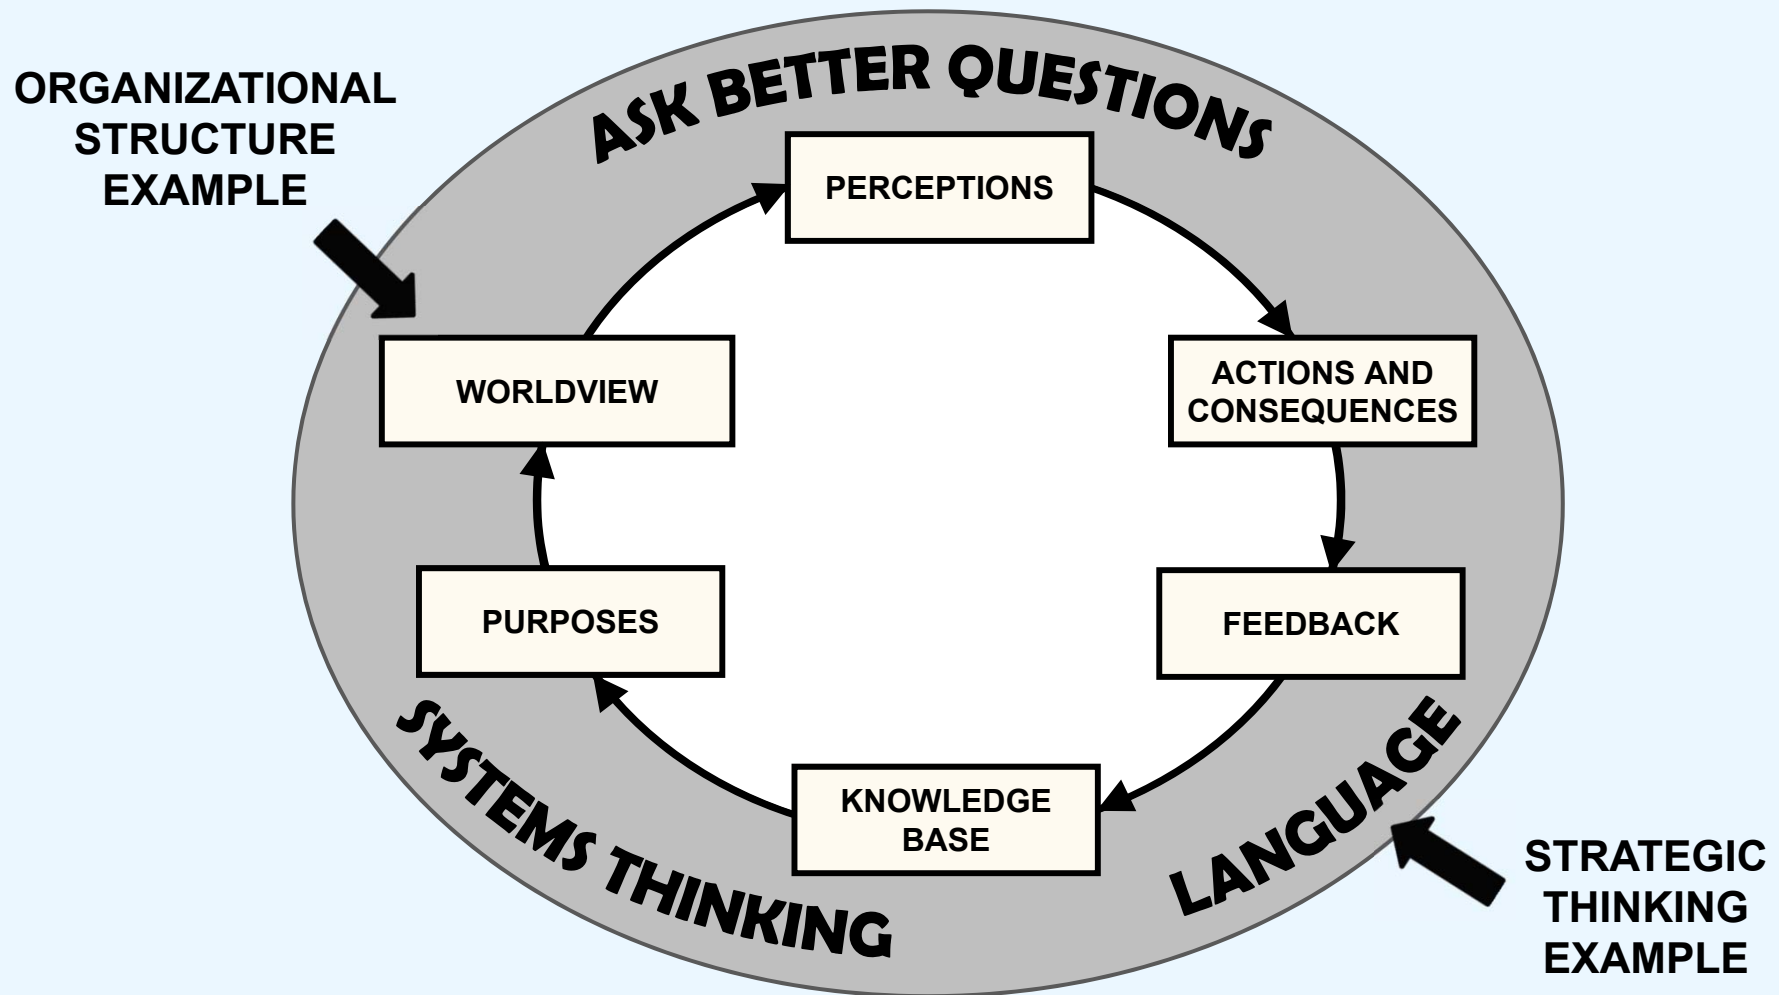 ASK BETTER QUESTIONS
ORGANIZATIONAL
STRUCTURE
EXAMPLE
PERCEPTIONS
WORLDVIEW
ACTIONS AND
CONSEQUENCES
PURPOSES
FEEDBACK
KNOWLEDGE
BASE
SYSTEMS THINKING
LANGUAGE
STRATEGIC
THINKING
EXAMPLE